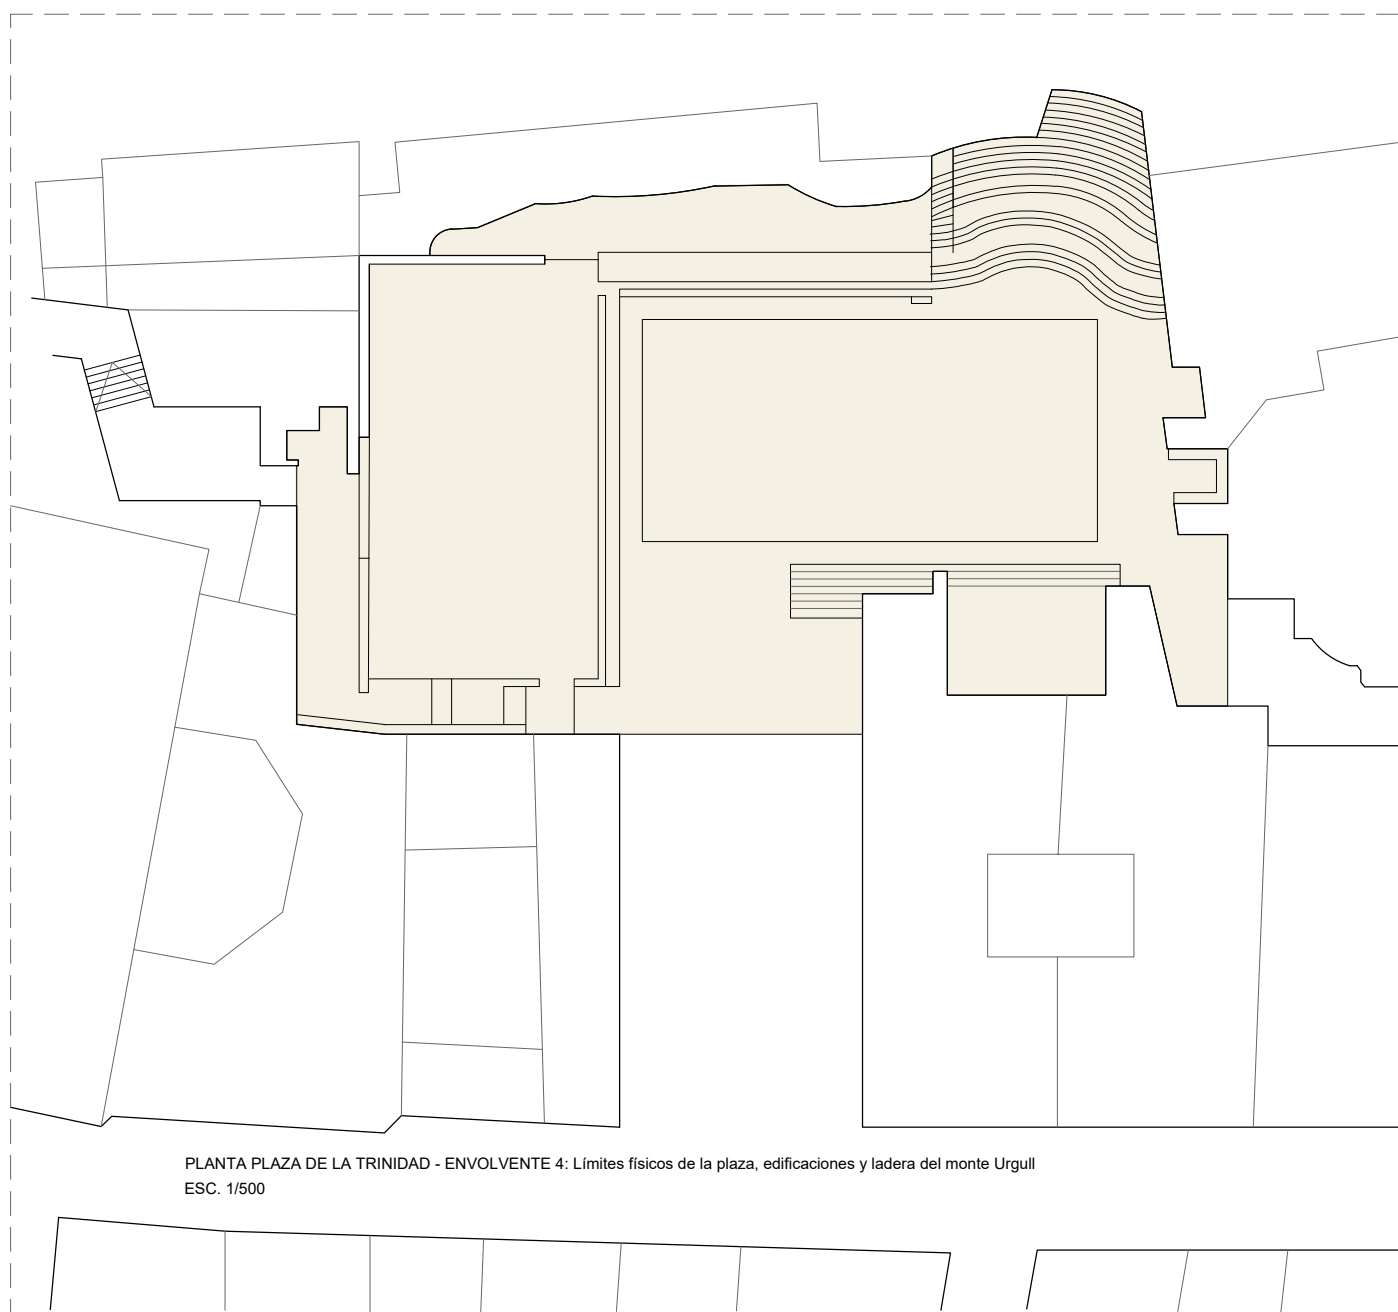 PLANTA PLAZA DE LA TRINIDAD - ENVOLVENTE 4: Límites físicos de la plaza, edificaciones y ladera del monte Urgull
ESC. 1/500